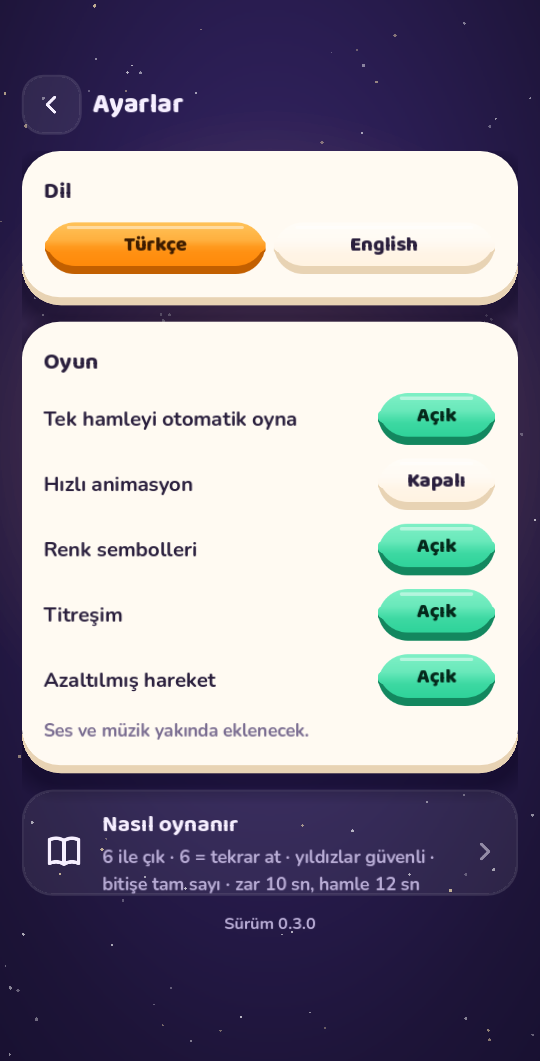 Ayarlar
Dil
Türkçe
English
Oyun
Tek hamleyi otomatik oyna
Açık
Hızlı animasyon
Kapalı
Renk sembolleri
Açık
Titreşim
Açık
Azaltılmış hareket
Açık
Ses ve müzik yakında eklenecek.
Nasıl oynanır
6 ile çık · 6 = tekrar at · yıldızlar güvenli ·
bitişe tam sayı · zar 10 sn, hamle 12 sn
Sürüm 0.3.0